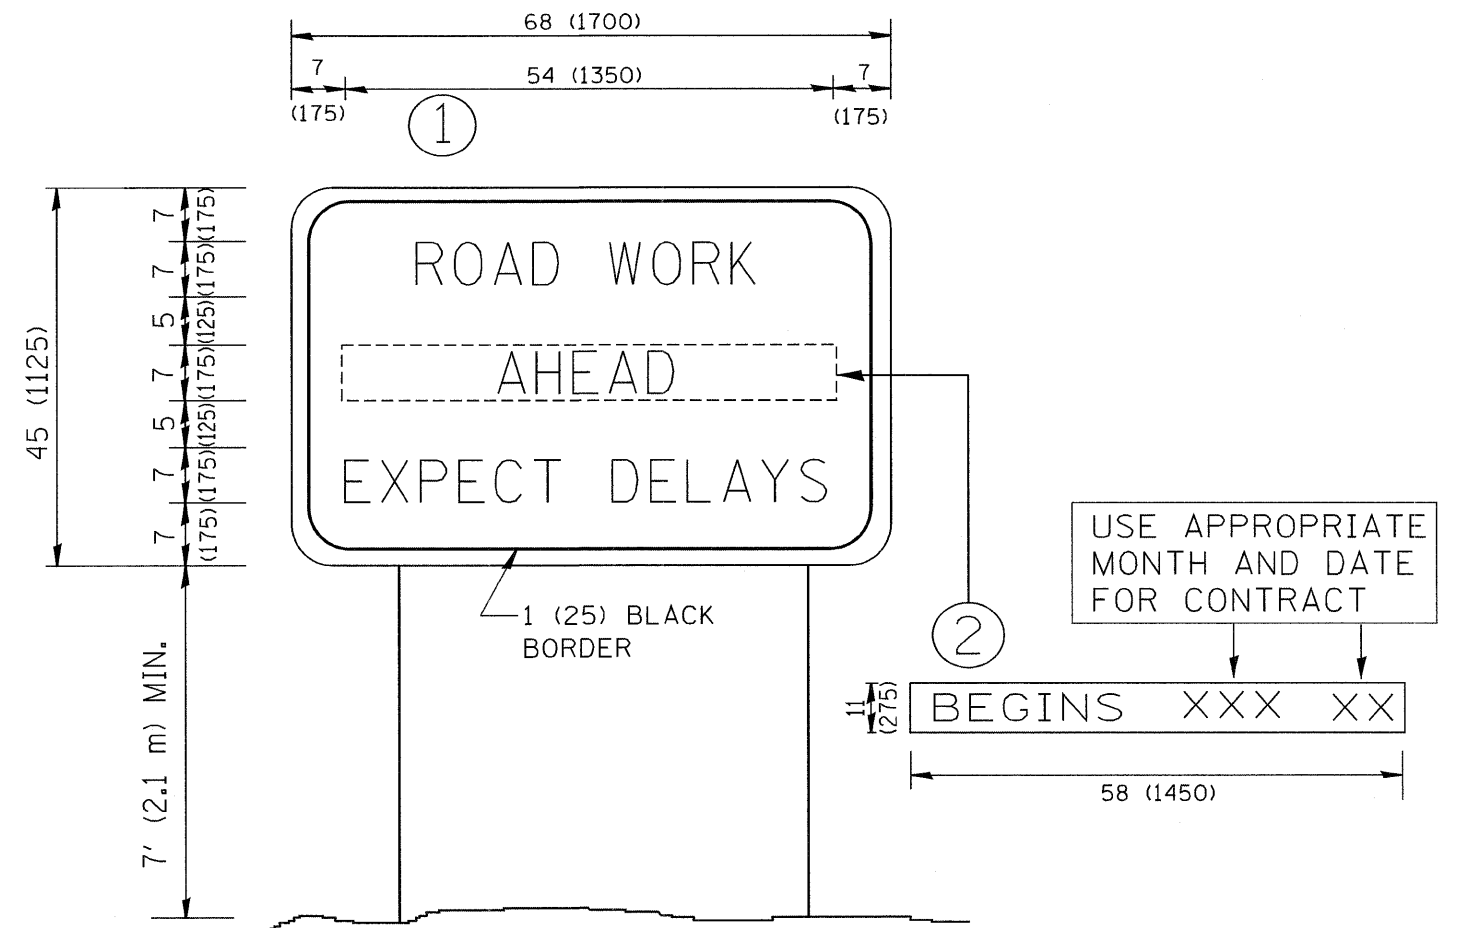 68 (1700)
7
54 (1350)
7
(175)
(175)
1
7
(175)
7
(175)
5
(125)
7
(175)
5
(125)
7
(175)
7
(175)
45 (1125)
ROAD WORK
AHEAD
EXPECT DELAYS
1 (25) BLACK
BORDER
7' (2.1 m) MIN.
USE APPROPRIATE
MONTH AND DATE
FOR CONTRACT
2
11
(275)
BEGINS XXX XX
58 (1450)